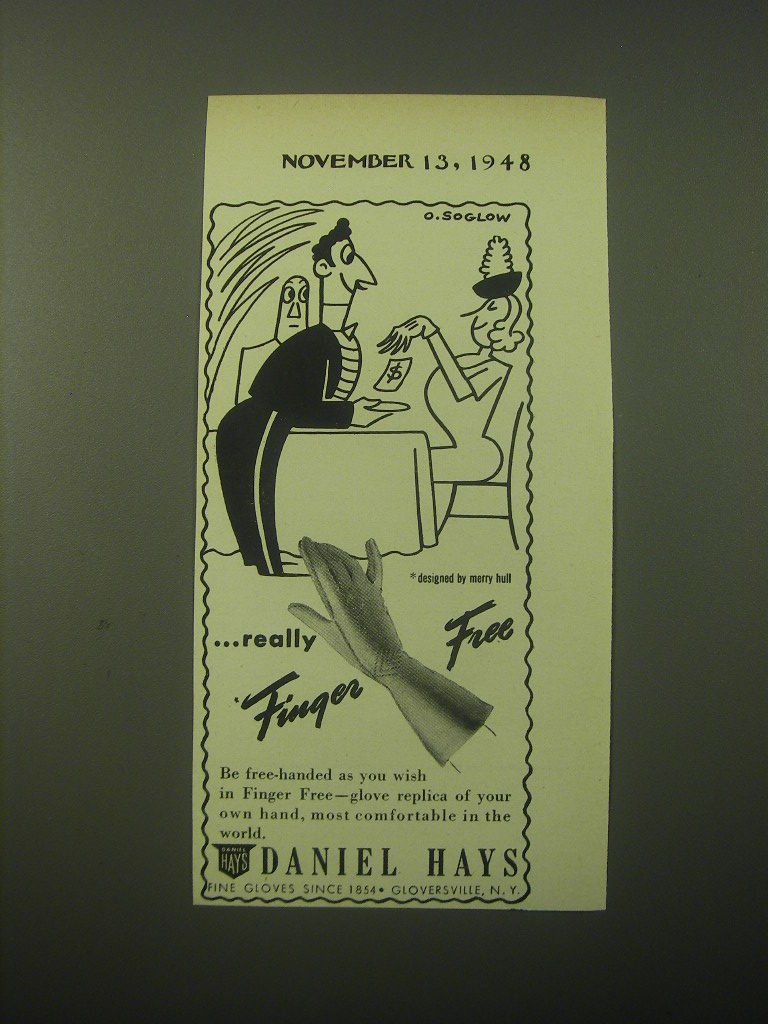 NOVEMBER 13, 1948
O. SOGLOW
$
*designed by merry hull
...really
Finger Free
Be free-handed as you wish
in Finger Free—glove replica of your
own hand, most comfortable in the
world.
DANIEL
HAYS
DANIEL HAYS
FINE GLOVES SINCE 1854 • GLOVERSVILLE, N. Y.